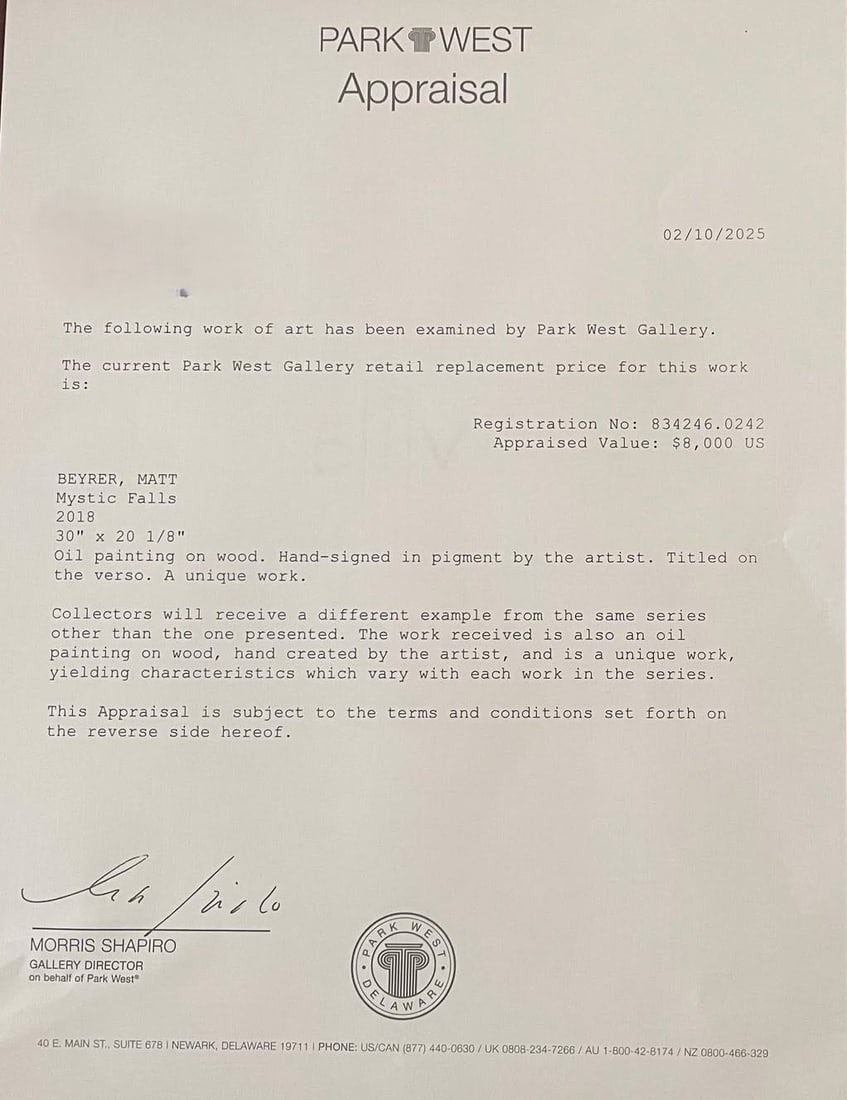 PARK WEST
Appraisal
02/10/2025
The following work of art has been examined by Park West Gallery.
The current Park West Gallery retail replacement price for this work
is:
Registration No: 834246.0242
Appraised Value: $8,000 US
BEYRER, MATT
Mystic Falls
2018
30" x 20 1/8"
Oil painting on wood. Hand-signed in pigment by the artist. Titled on
the verso. A unique work.
Collectors will receive a different example from the same series
other than the one presented. The work received is also an oil
painting on wood, hand created by the artist, and is a unique work,
yielding characteristics which vary with each work in the series.
This Appraisal is subject to the terms and conditions set forth on
the reverse side hereof.
MORRIS SHAPIRO
GALLERY DIRECTOR
on behalf of Park West®
PARK WEST
DELAWARE
40 E. MAIN ST., SUITE 678 | NEWARK, DELAWARE 19711 | PHONE: US/CAN (877) 440-0630 / UK 0808-234-7266 / AU 1-800-42-8174 / NZ 0800-466-329